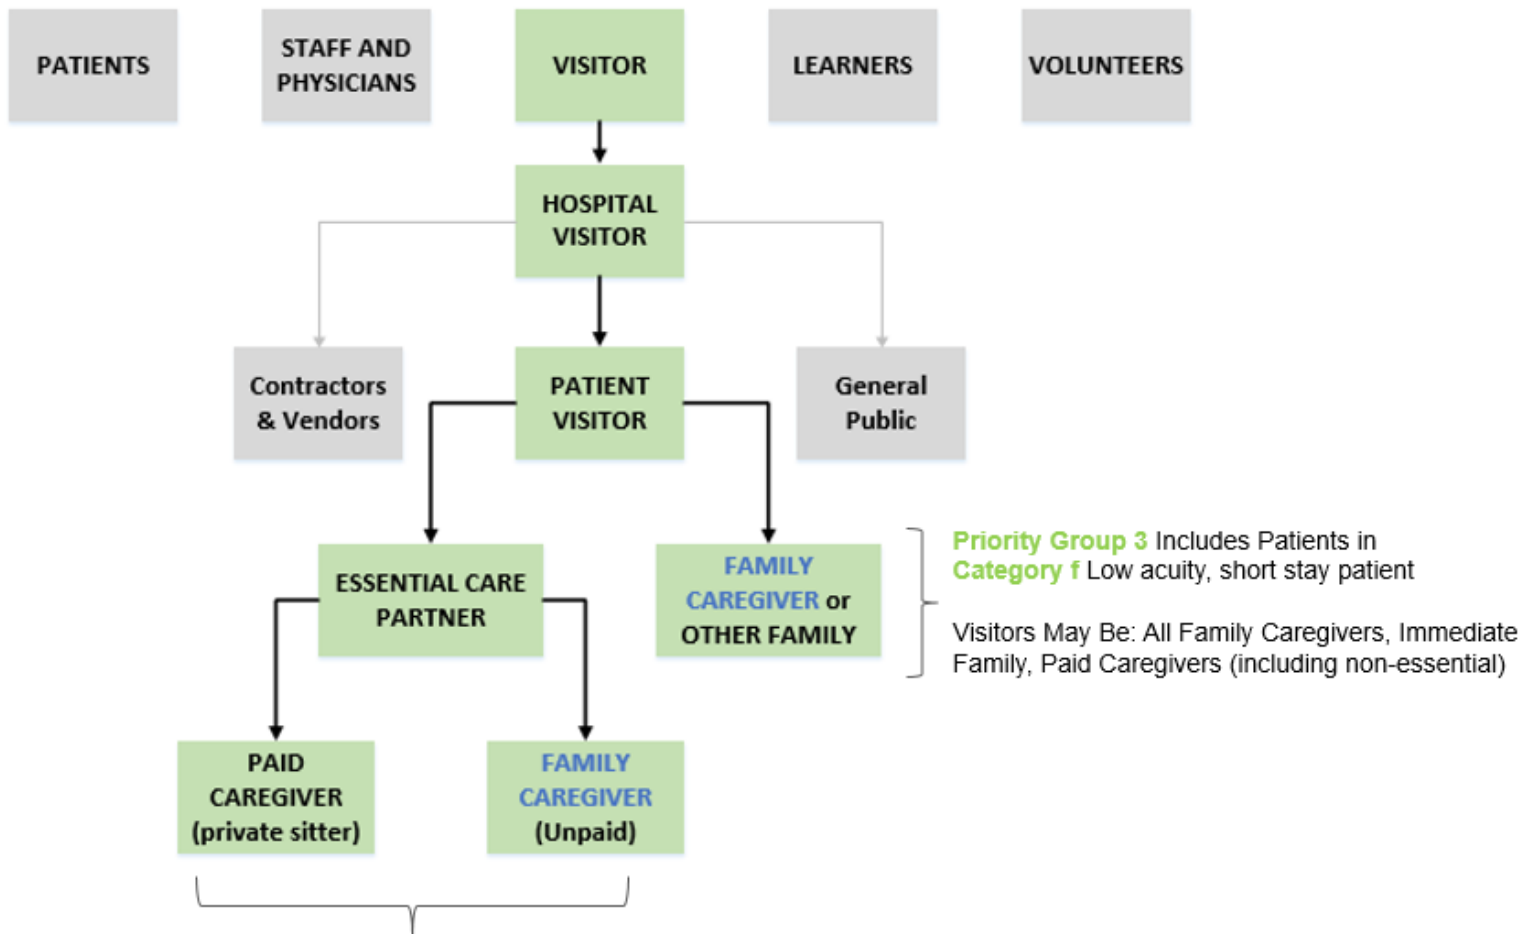 PATIENTS
STAFF AND
PHYSICIANS
VISITOR
LEARNERS
VOLUNTEERS
HOSPITAL
VISITOR
Contractors
& Vendors
PATIENT
VISITOR
General
Public
ESSENTIAL CARE
PARTNER
FAMILY
CAREGIVER or
OTHER FAMILY
Priority Group 3 Includes Patients in
Category f Low acuity, short stay patient
Visitors May Be: All Family Caregivers, Immediate
Family, Paid Caregivers (including non-essential)
PAID
CAREGIVER
(private sitter)
FAMILY
CAREGIVER
(Unpaid)